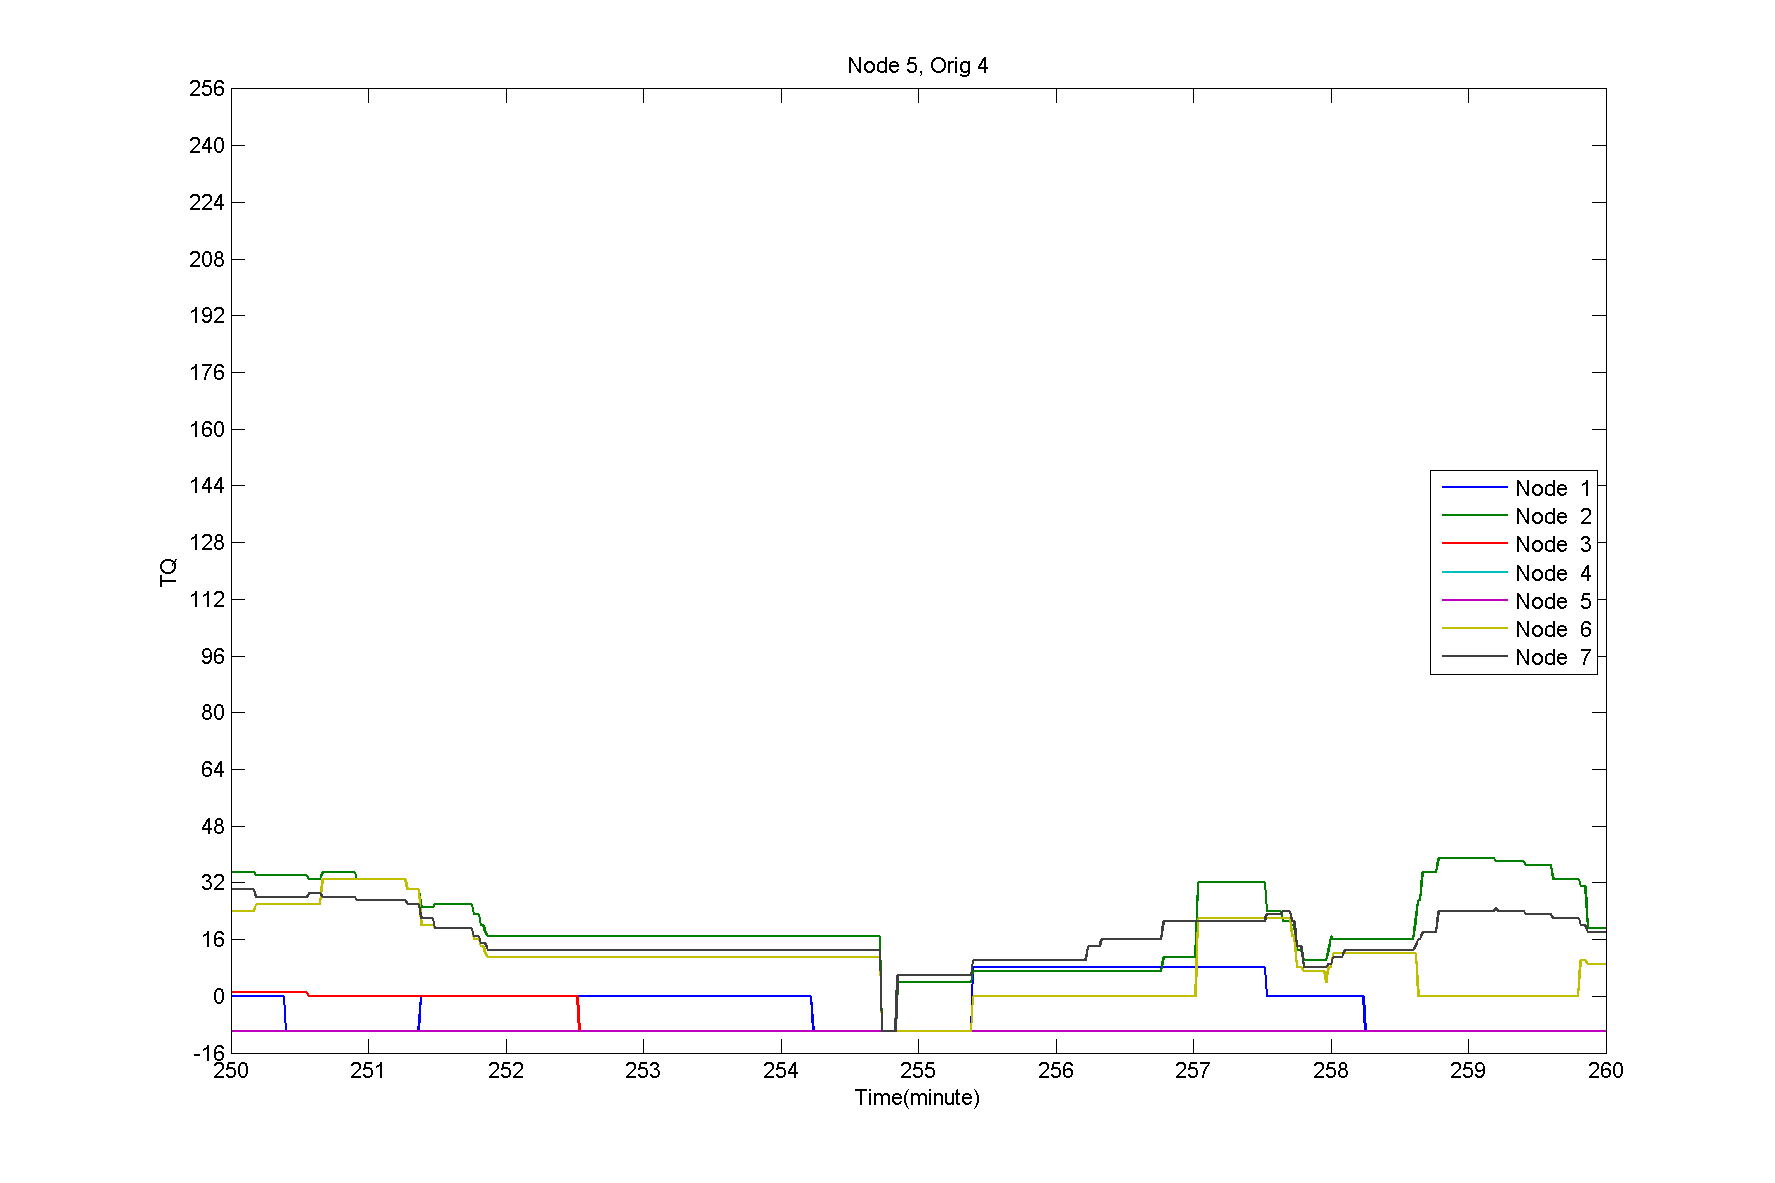 Node 5, Orig 4
256
240
224
208
192
176
160
144
128
112
96
80
64
48
32
16
0
-16
TQ
Node 1
Node 2
Node 3
Node 4
Node 5
Node 6
Node 7
250 251 252 253 254 255 256 257 258 259 260
Time(minute)